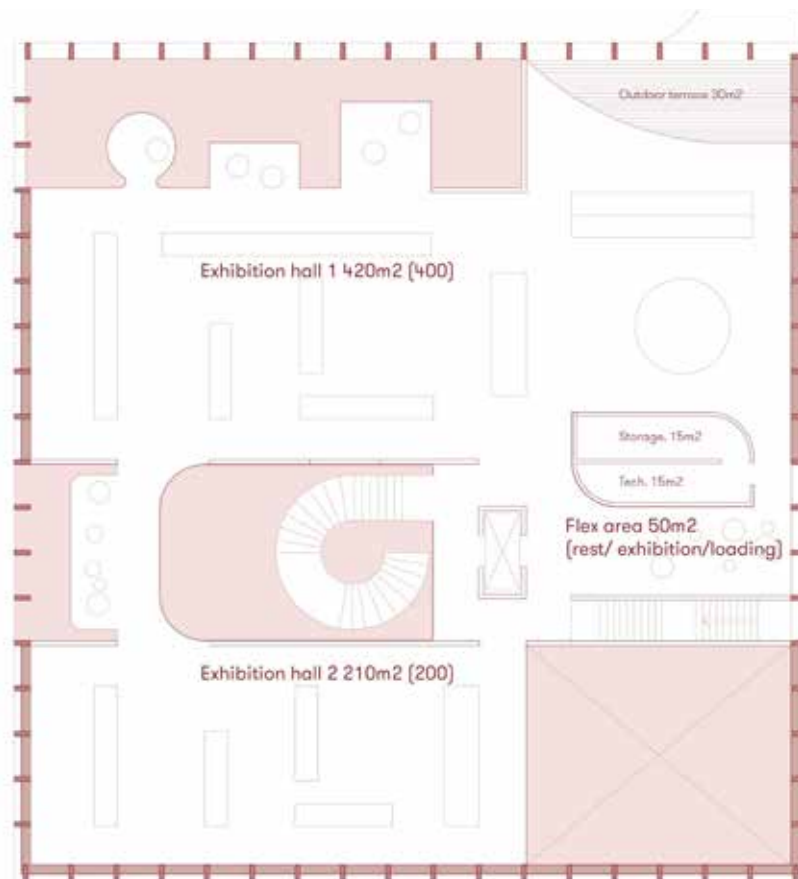 Outdoor terrace 30m2
Exhibition hall 1 420m2 (400)
Storage. 15m2
Tech. 15m2
Flex area 50m2
(rest/ exhibition/loading)
Exhibition hall 2 210m2 (200)